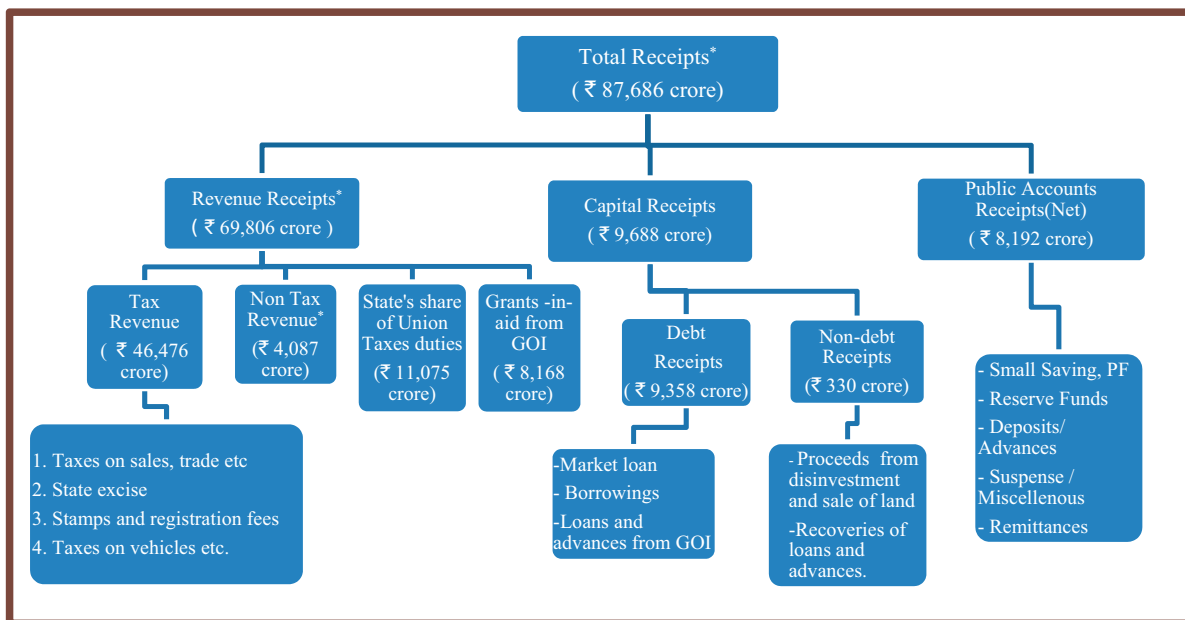 Total Receipts*
( ₹ 87,686 crore)
Revenue Receipts*
( ₹ 69,806 crore )
Capital Receipts
( ₹ 9,688 crore)
Public Accounts
Receipts(Net)
( ₹ 8,192 crore)
Tax
Revenue
( ₹ 46,476
crore)
Non Tax
Revenue*
(₹ 4,087
crore)
State's share
of Union
Taxes duties
(₹ 11,075
crore)
Grants -in-
aid from
GOI
(₹ 8,168
crore)
Debt
Receipts
( ₹ 9,358 crore)
Non-debt
Receipts
(₹ 330 crore)
1. Taxes on sales, trade etc
2. State excise
3. Stamps and registration fees
4. Taxes on vehicles etc.
-Market loan
- Borrowings
-Loans and
advances from GOI
- Proceeds from
disinvestment
and sale of land
-Recoveries of
loans and
advances.
- Small Saving, PF
- Reserve Funds
- Deposits/
Advances
- Suspense /
Miscellenous
- Remittances